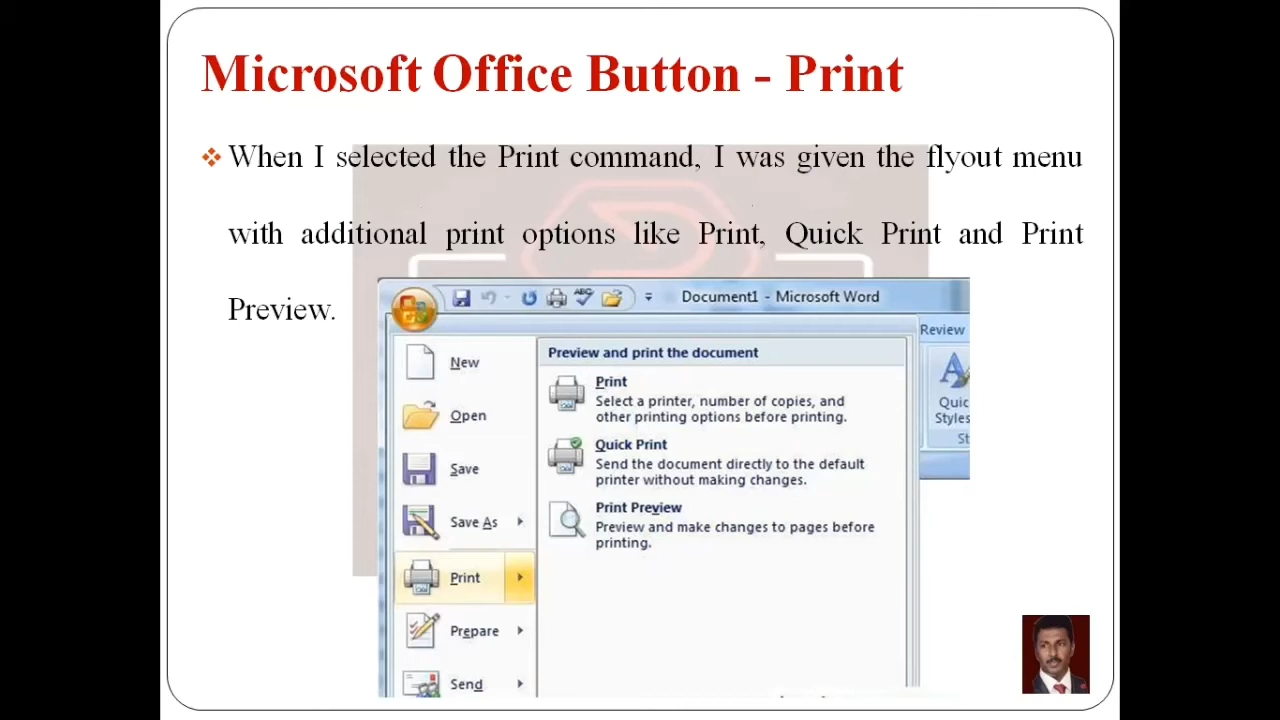 Microsoft Office Button - Print
When I selected the Print command, I was given the flyout menu
with additional print options like Print, Quick Print and Print
Preview.
Document1 - Microsoft Word
Review
New
Open
Save
Save As
Print
Prepare
Send
Preview and print the document
Print
Select a printer, number of copies, and
other printing options before printing.
Quick Print
Send the document directly to the default
printer without making changes.
Print Preview
Preview and make changes to pages before
printing.
Quic
Styles
St
ABC